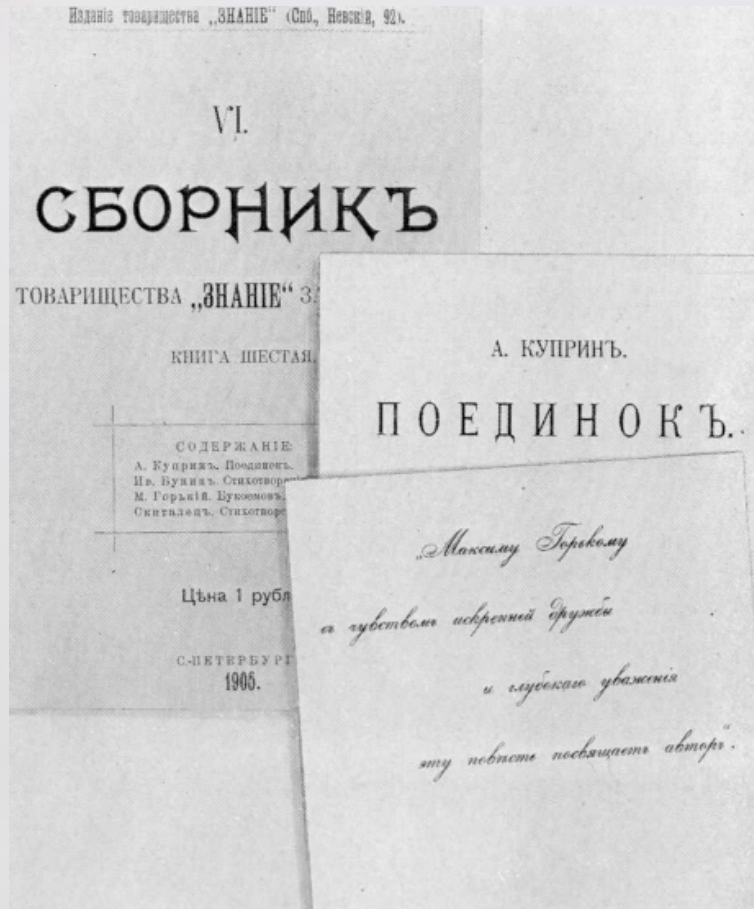 Изданіе товарищества „ЗНАНІЕ“ (Спб., Невскій, 92).
VI.
СБОРНИКЪ
ТОВАРИЩЕСТВА „ЗНАНІЕ“
КНИГА ШЕСТАЯ.
СОДЕРЖАНІЕ:
А. Купринъ. Поединокъ.
Ив. Бунинъ.
М. Горькій. Букоемовъ,
Скиталецъ.
Цѣна 1
С.-ПЕТЕРБУРГ
1905.
А. КУПРИНЪ.
ПОЕДИНОКЪ.
„Максиму Горькому
съ чувствомъ искренней дружбы
и глубокаго уваженія
эту повѣсть посвящаетъ авторъ“.